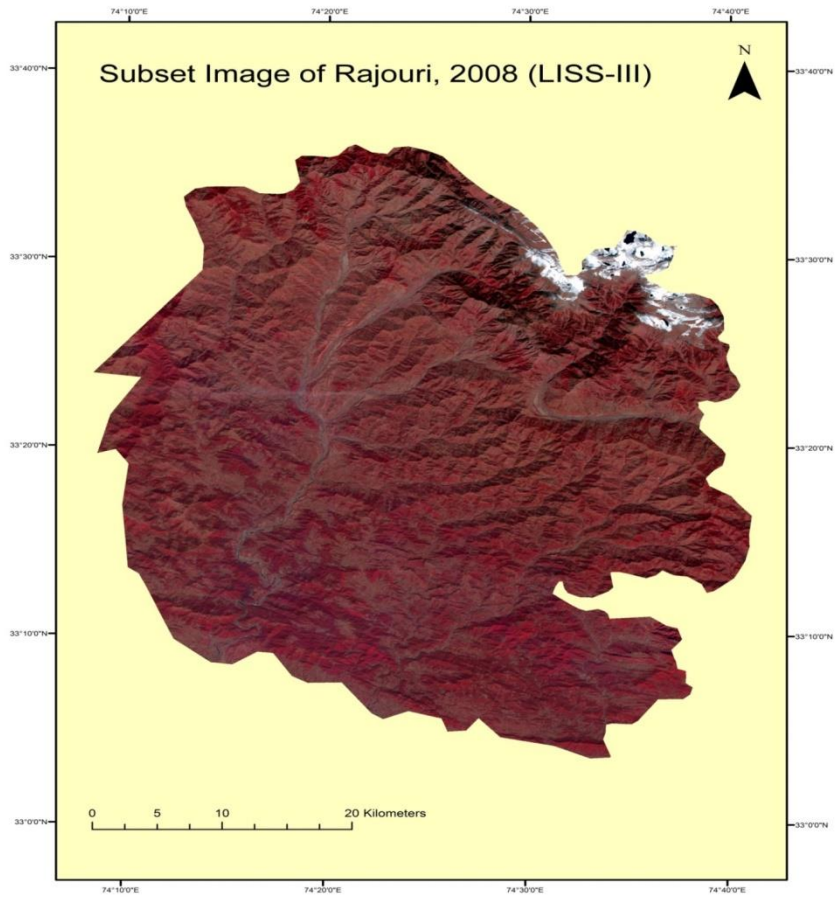 74°10'0"E 74°20'0"E 74°30'0"E 74°40'0"E
N
Subset Image of Rajouri, 2008 (LISS-III)
33°40'0"N 33°40'0"N
33°30'0"N 33°30'0"N
33°20'0"N 33°20'0"N
33°10'0"N 33°10'0"N
0 5 10 20 Kilometers
33°0'0"N 33°0'0"N
74°10'0"E 74°20'0"E 74°30'0"E 74°40'0"E